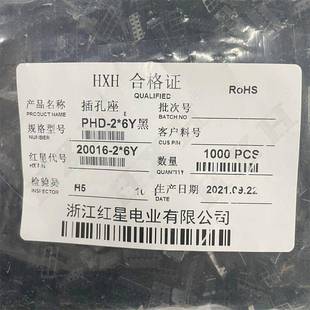 HXH 合格证
QUALIFIED
RoHS
产品名称 插孔座 批次号
PRODUCT NAME BATCH NO
规格型号 PHD-2*6Y黑 客户料号
NUMBER CUS P/N
红星代号 20016-2*6Y 数量 1000 PCS
HX P/N QUANTITY
检验员 H5 生产日期 2021.09.22
INSPECTOR DATE
浙江红星电业有限公司